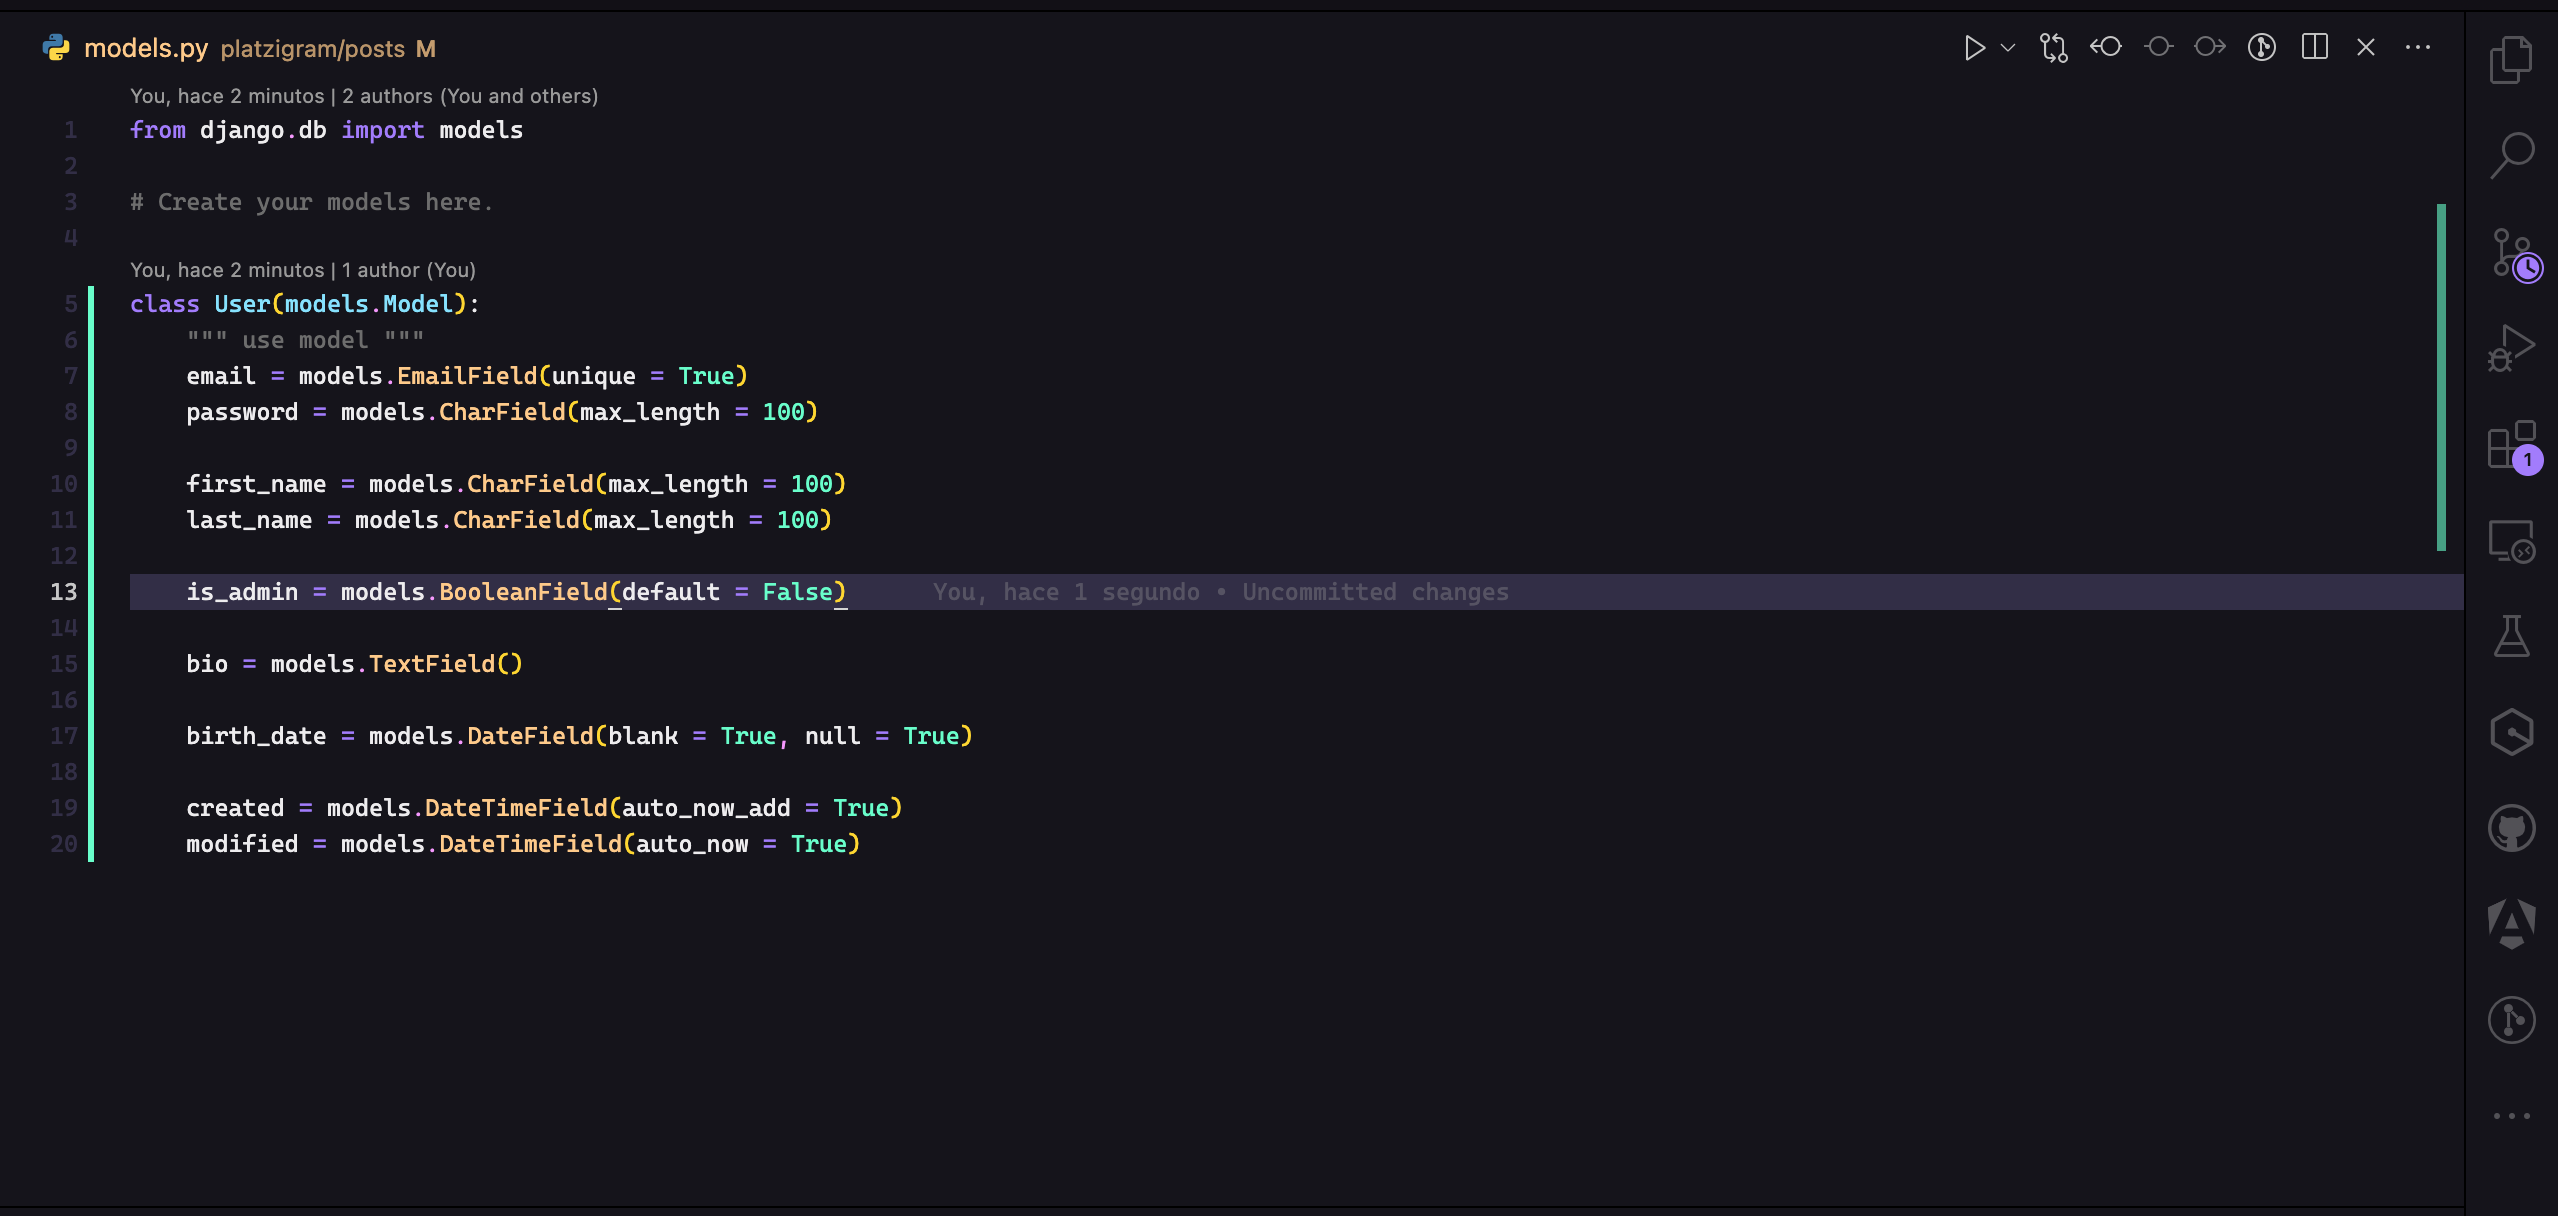 models.py platzigram/posts M
You, hace 2 minutos | 2 authors (You and others)
1 from django.db import models
2
3 # Create your models here.
4
You, hace 2 minutos | 1 author (You)
5 class User(models.Model):
6     """ use model """
7     email = models.EmailField(unique = True)
8     password = models.CharField(max_length = 100)
9
10     first_name = models.CharField(max_length = 100)
11     last_name = models.CharField(max_length = 100)
12
13     is_admin = models.BooleanField(default = False)     You, hace 1 segundo • Uncommitted changes
14
15     bio = models.TextField()
16
17     birth_date = models.DateField(blank = True, null = True)
18
19     created = models.DateTimeField(auto_now_add = True)
20     modified = models.DateTimeField(auto_now = True)
1